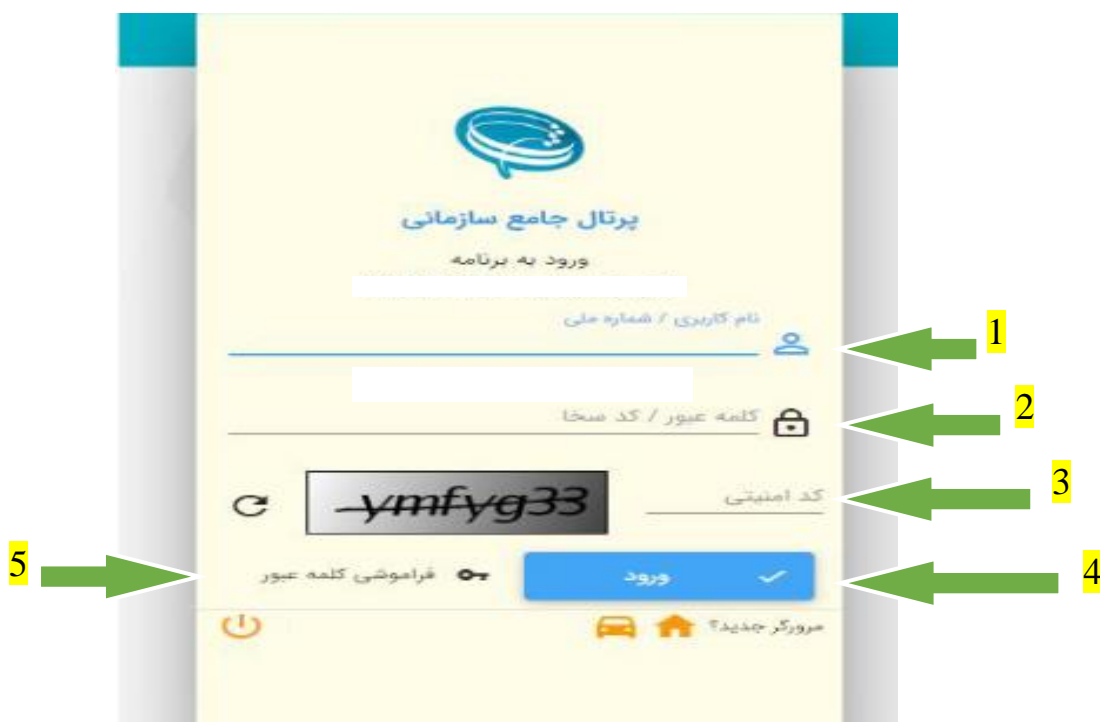 پرتال جامع سازمانی
ورود به برنامه
نام کاربری / شماره ملی
1
کلمه عبور / کد سخا
2
کد امنیتی
ymfyg33
3
ورود
فراموشی کلمه عبور
4
5
مرورگر جدید؟